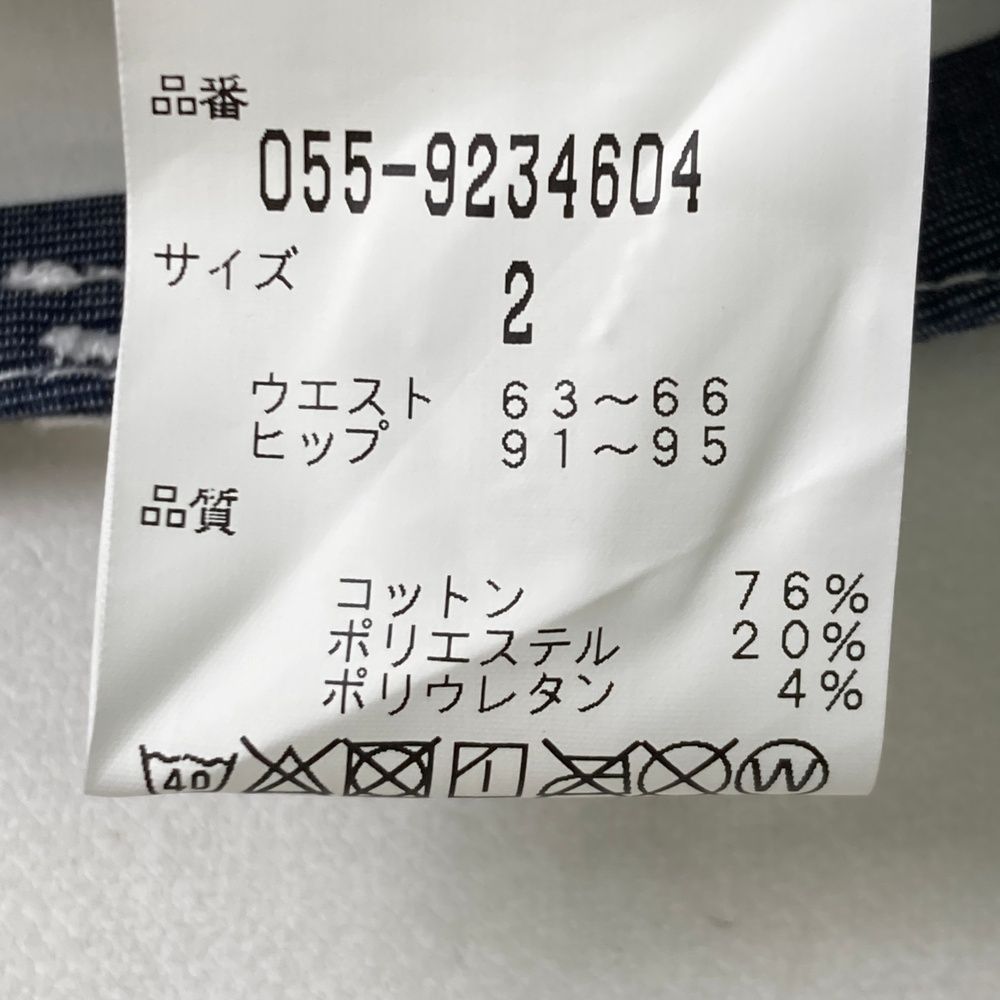 品番
055-9234604
サイズ
2
ウエスト 63～66
ヒップ 91～95
品質
コットン 76%
ポリエステル 20%
ポリウレタン 4%
40 W